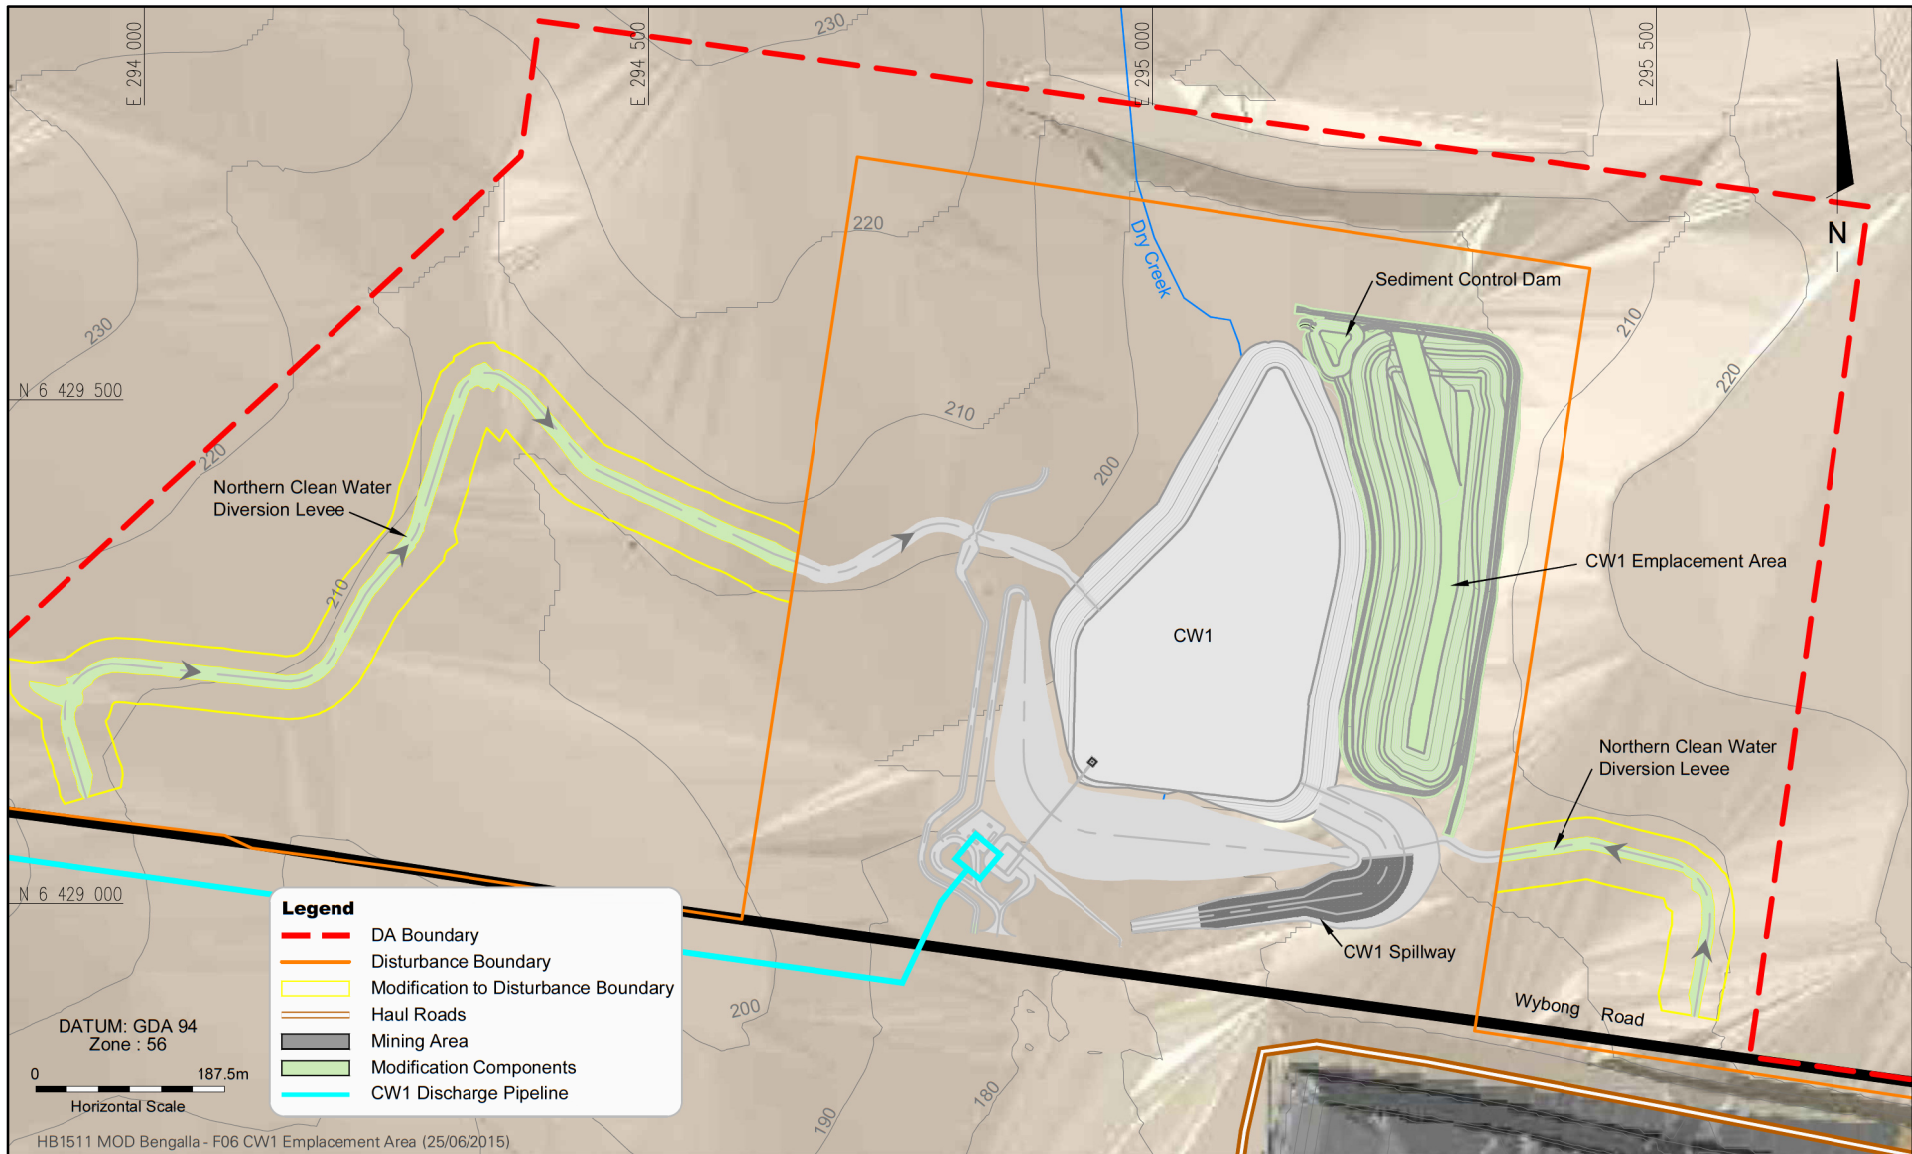 E 294 000
E 294 500
E 295 000
E 295 500
230
220
Dry Creek
N
Sediment Control Dam
210
230
220
N 6 429 500
210
220
200
Northern Clean Water
Diversion Levee
CW1 Emplacement Area
210
CW1
Northern Clean Water
Diversion Levee
N 6 429 000
CW1 Spillway
Wybong Road
200
190
180
Legend
DA Boundary
Disturbance Boundary
Modification to Disturbance Boundary
Haul Roads
Mining Area
Modification Components
CW1 Discharge Pipeline
DATUM: GDA 94
Zone : 56
0 187.5m
Horizontal Scale
HB1511 MOD Bengalla - F06 CW1 Emplacement Area (25/06/2015)